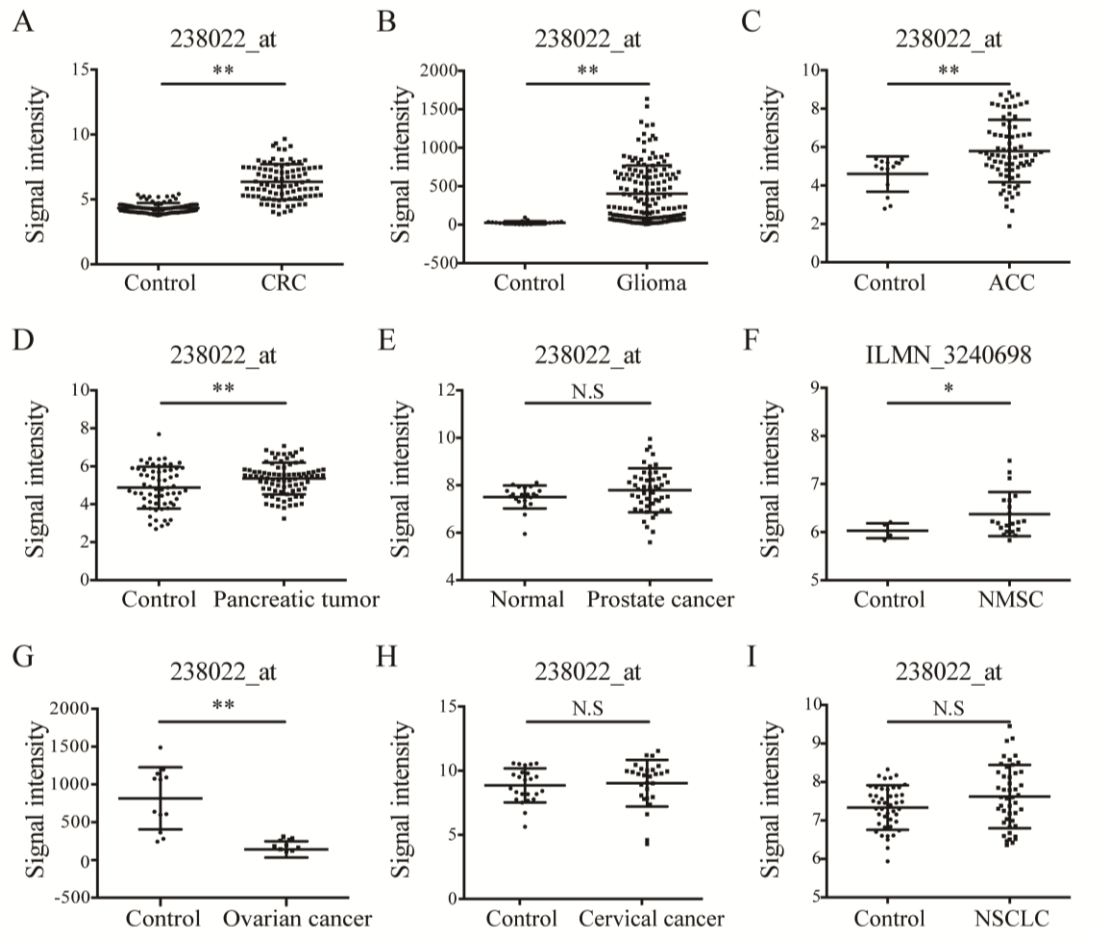 A
238022_at
**
Signal intensity
15
10
5
0
Control
CRC
B
238022_at
**
Signal intensity
2000
1500
1000
500
0
-500
Control
Glioma
C
238022_at
**
Signal intensity
10
8
6
4
2
0
Control
ACC
D
238022_at
**
Signal intensity
10
8
6
4
2
0
Control
Pancreatic tumor
E
238022_at
N.S
Signal intensity
12
10
8
6
4
Normal
Prostate cancer
F
ILMN_3240698
*
Signal intensity
9
8
7
6
5
Control
NMSC
G
238022_at
**
Signal intensity
2000
1500
1000
500
0
-500
Control
Ovarian cancer
H
238022_at
N.S
Signal intensity
15
10
5
0
Control
Cervical cancer
I
238022_at
N.S
Signal intensity
10
9
8
7
6
5
Control
NSCLC